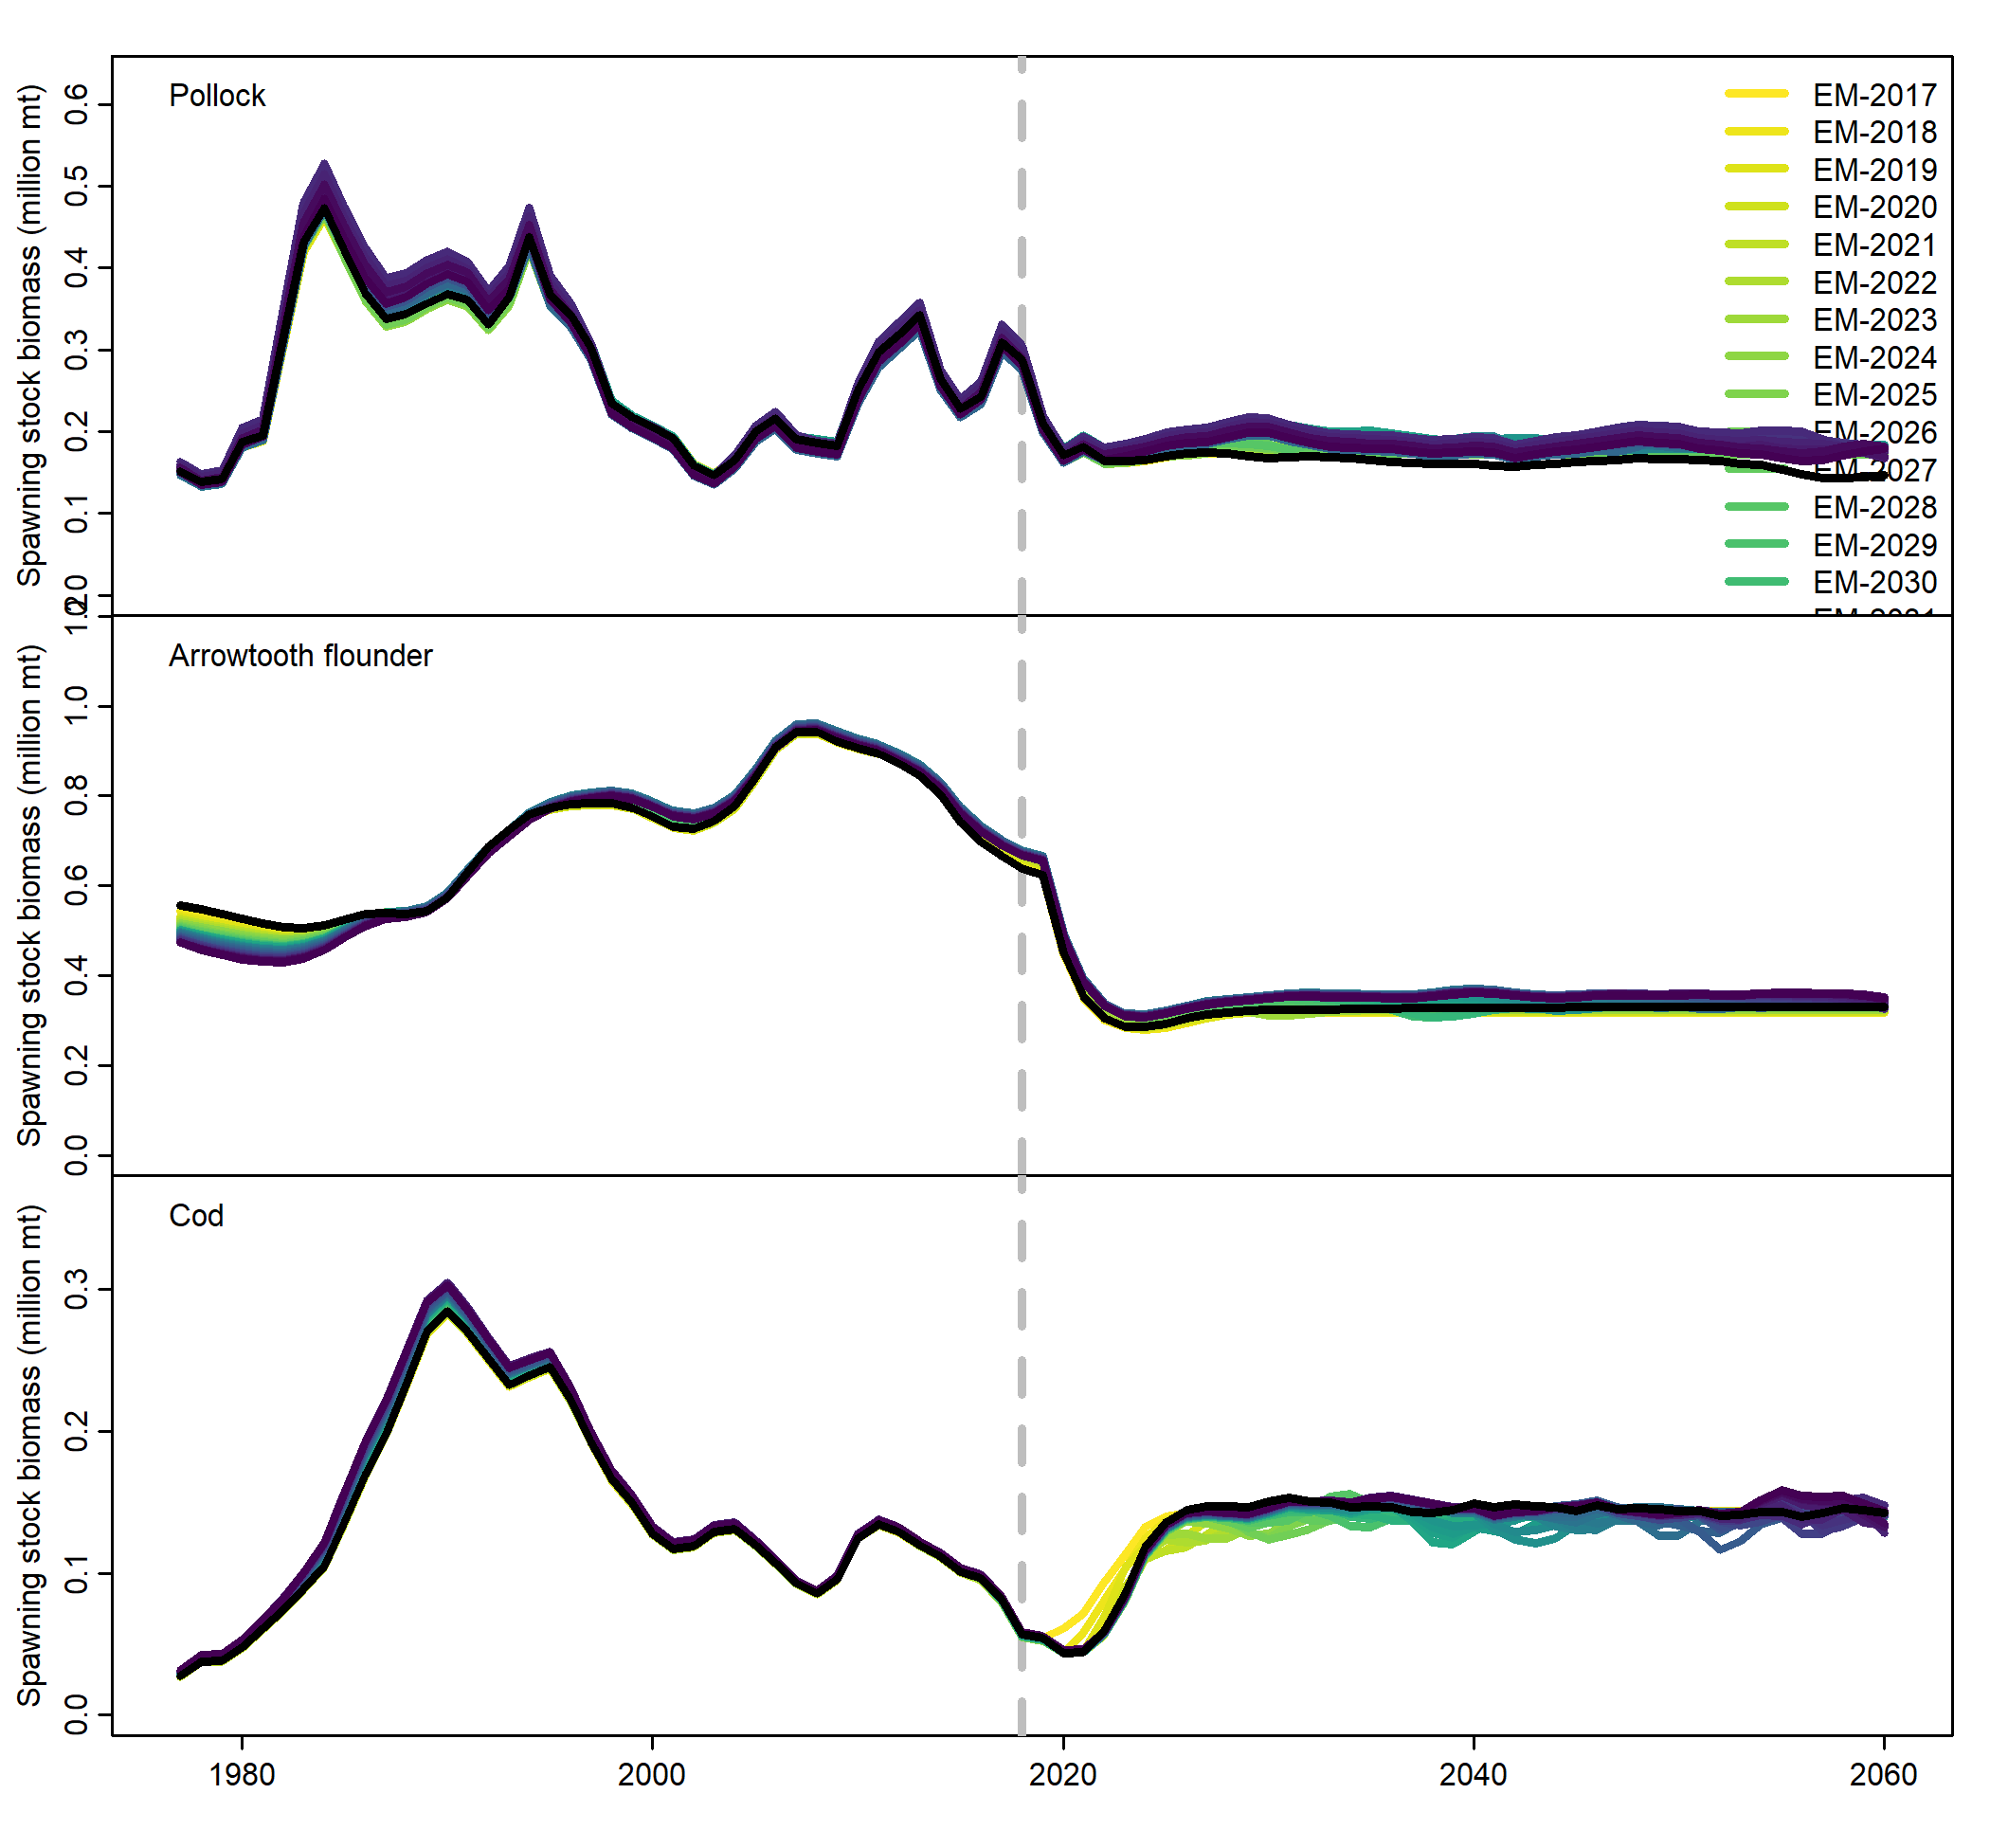 Pollock
Spawning stock biomass (million mt)
0.6
0.5
0.4
0.3
0.2
0.1
EM-2017
EM-2018
EM-2019
EM-2020
EM-2021
EM-2022
EM-2023
EM-2024
EM-2025
EM-2026
EM-2027
EM-2028
EM-2029
EM-2030
Arrowtooth flounder
Spawning stock biomass (million mt)
1.0
0.8
0.6
0.4
0.2
0.0
Cod
Spawning stock biomass (million mt)
0.3
0.2
0.1
0.0
1980 2000 2020 2040 2060